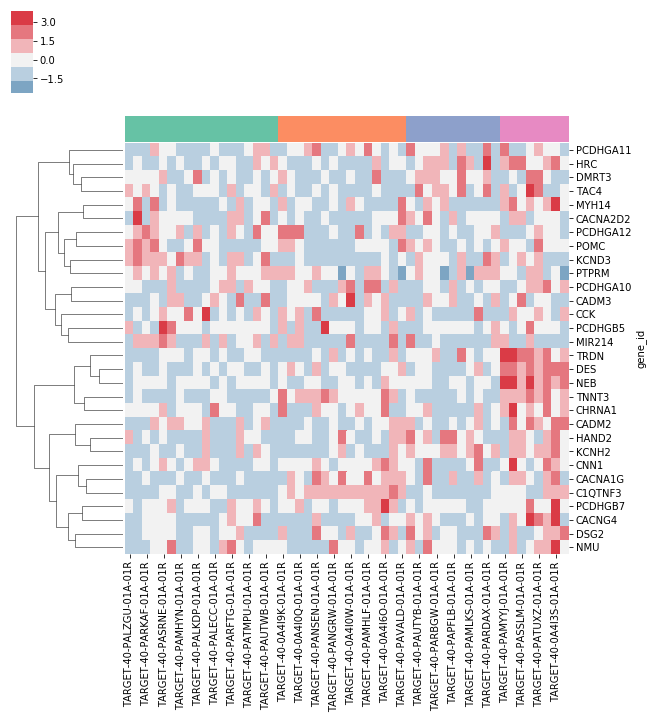 3.0
1.5
0.0
−1.5
PCDHGA11
HRC
DMRT3
TAC4
MYH14
CACNA2D2
PCDHGA12
POMC
KCND3
PTPRM
PCDHGA10
CADM3
CCK
PCDHGB5
MIR214
TRDN
DES
NEB
TNNT3
CHRNA1
CADM2
HAND2
KCNH2
CNN1
CACNA1G
C1QTNF3
PCDHGB7
CACNG4
DSG2
NMU
gene_id
TARGET-40-PALZGU-01A-01R
TARGET-40-PARKAF-01A-01R
TARGET-40-PASRNE-01A-01R
TARGET-40-PAMHYN-01A-01R
TARGET-40-PALKDP-01A-01R
TARGET-40-PALECC-01A-01R
TARGET-40-PARFTG-01A-01R
TARGET-40-PATMPU-01A-01R
TARGET-40-PAUTWB-01A-01R
TARGET-40-0A4I9K-01A-01R
TARGET-40-0A4I0Q-01A-01R
TARGET-40-PANSEN-01A-01R
TARGET-40-PANGRW-01A-01R
TARGET-40-0A4I0W-01A-01R
TARGET-40-PAMHLF-01A-01R
TARGET-40-0A4I6O-01A-01R
TARGET-40-PAVALD-01A-01R
TARGET-40-PAUTYB-01A-01R
TARGET-40-PARBGW-01A-01R
TARGET-40-PAPFLB-01A-01R
TARGET-40-PAMLKS-01A-01R
TARGET-40-PARDAX-01A-01R
TARGET-40-PAMYYJ-01A-01R
TARGET-40-PASSLM-01A-01R
TARGET-40-PATUXZ-01A-01R
TARGET-40-0A4I3S-01A-01R